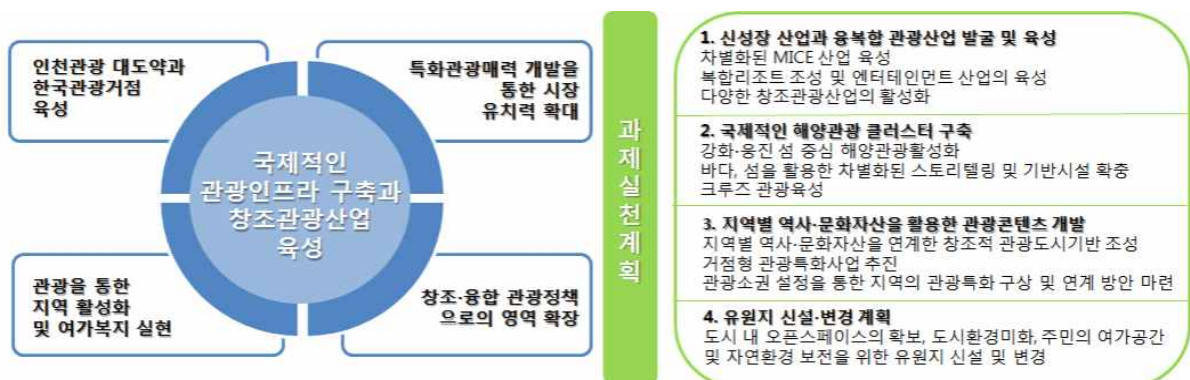 인천관광 대도약과
한국관광거점
육성
특화관광매력 개발을
통한 시장
유치력 확대
국제적인
관광인프라 구축과
창조관광산업
육성
관광을 통한
지역 활성화
및 여가복지 실현
창조·융합 관광정책
으로의 영역 확장
과
제
실
천
계
획
1. 신성장 산업과 융복합 관광산업 발굴 및 육성
차별화된 MICE 산업 육성
복합리조트 조성 및 엔터테인먼트 산업의 육성
다양한 창조관광산업의 활성화
2. 국제적인 해양관광 클러스터 구축
강화·옹진 섬 중심 해양관광활성화
바다, 섬을 활용한 차별화된 스토리텔링 및 기반시설 확충
크루즈 관광육성
3. 지역별 역사·문화자산을 활용한 관광콘텐츠 개발
지역별 역사·문화자산을 연계한 창조적 관광도시기반 조성
거점형 관광특화사업 추진
관광소권 설정을 통한 지역의 관광특화 구상 및 연계 방안 마련
4. 유원지 신설·변경 계획
도시 내 오픈스페이스의 확보, 도시환경미화, 주민의 여가공간
및 자연환경 보전을 위한 유원지 신설 및 변경